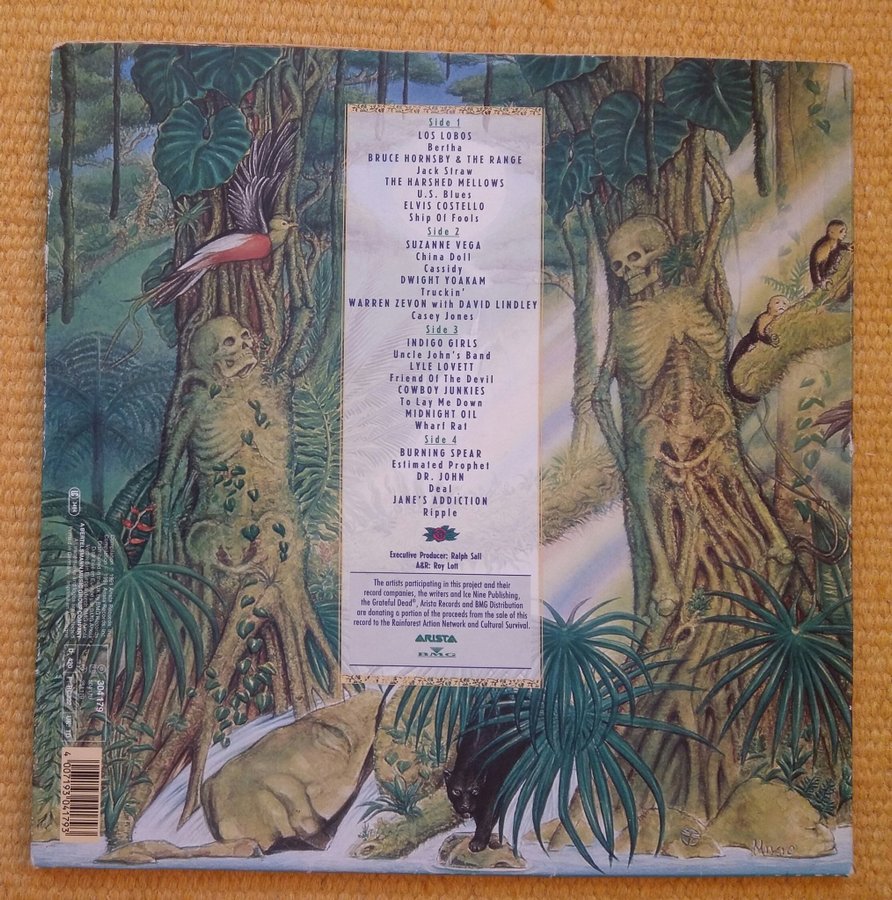 Side 1
LOS LOBOS
Bertha
BRUCE HORNSBY & THE RANGE
Jack Straw
THE HARSHED MELLOWS
U.S. Blues
ELVIS COSTELLO
Ship Of Fools
Side 2
SUZANNE VEGA
China Doll
Cassidy
DWIGHT YOAKAM
Truckin'
WARREN ZEVON with DAVID LINDLEY
Casey Jones
Side 3
INDIGO GIRLS
Uncle John's Band
LYLE LOVETT
Friend Of The Devil
COWBOY JUNKIES
To Lay Me Down
MIDNIGHT OIL
Wharf Rat
Side 4
BURNING SPEAR
Estimated Prophet
DR. JOHN
Deal
JANE'S ADDICTION
Ripple
Executive Producer: Ralph Sall
A&R: Roy Lott
The artists participating in this project and their
record companies, the writers and Ice Nine Publishing,
the Grateful Dead®, Arista Records and BMG Distribution
are donating a portion of the proceeds from the sale of this
record to the Rainforest Action Network and Cultural Survival.
ARISTA
BMG
304 179
4 007193 041793